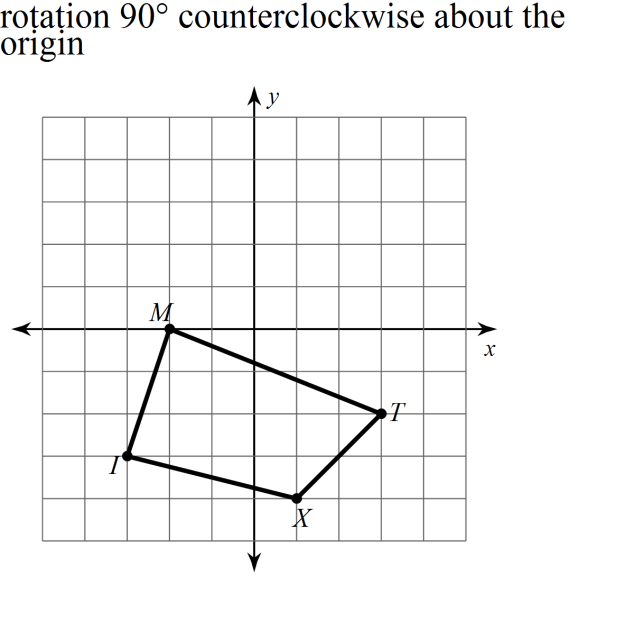 rotation 90° counterclockwise about the
origin
y
M
x
T
I
X